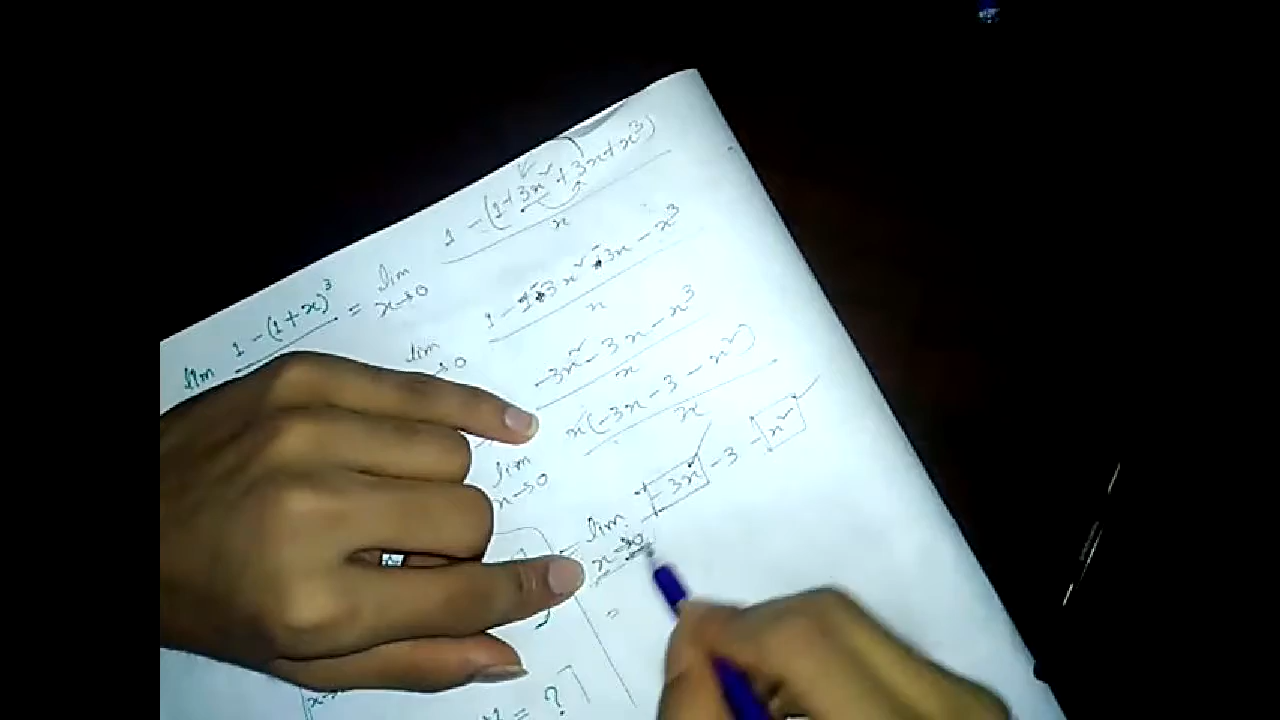 lim 1-(1+x)³ = lim x→0 1-(1+3x²+3x+x³) / x
lim →0 1-1-3x²-3x-x³ / x
-3x²-3x-x³ / x
lim x→0 x(-3x-3-x²) / x
= lim x→0 -3x-3-x²
=
= ?]